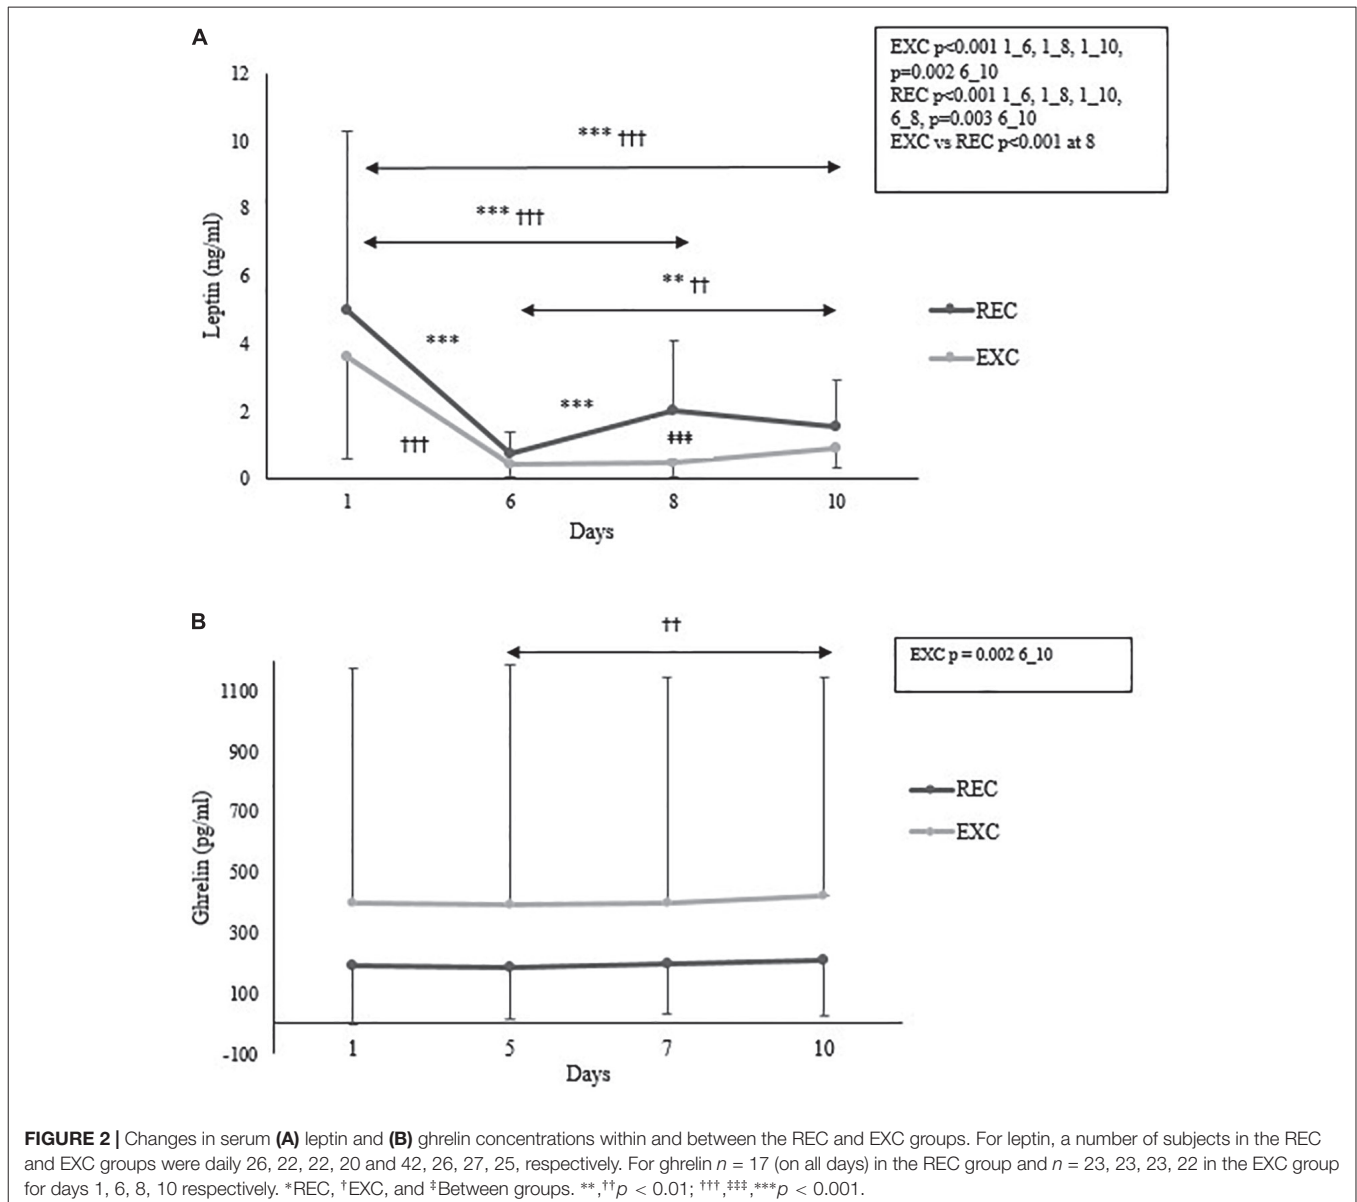 A
EXC p<0.001 1_6, 1_8, 1_10,
p=0.002 6_10
REC p<0.001 1_6, 1_8, 1_10,
6_8, p=0.003 6_10
EXC vs REC p<0.001 at 8
12
10
8
6
4
2
0
Leptin (ng/ml)
*** †††
*** †††
** ††
***
***
†††
‡‡‡
REC
EXC
1 6 8 10
Days
B
††
EXC p = 0.002 6_10
1100
900
700
500
300
100
-100
Ghrelin (pg/ml)
REC
EXC
1 5 7 10
Days
FIGURE 2 | Changes in serum (A) leptin and (B) ghrelin concentrations within and between the REC and EXC groups. For leptin, a number of subjects in the REC
and EXC groups were daily 26, 22, 22, 20 and 42, 26, 27, 25, respectively. For ghrelin n = 17 (on all days) in the REC group and n = 23, 23, 23, 22 in the EXC group
for days 1, 6, 8, 10 respectively. *REC, †EXC, and ‡Between groups. **,††p < 0.01; †††,‡‡‡,***p < 0.001.